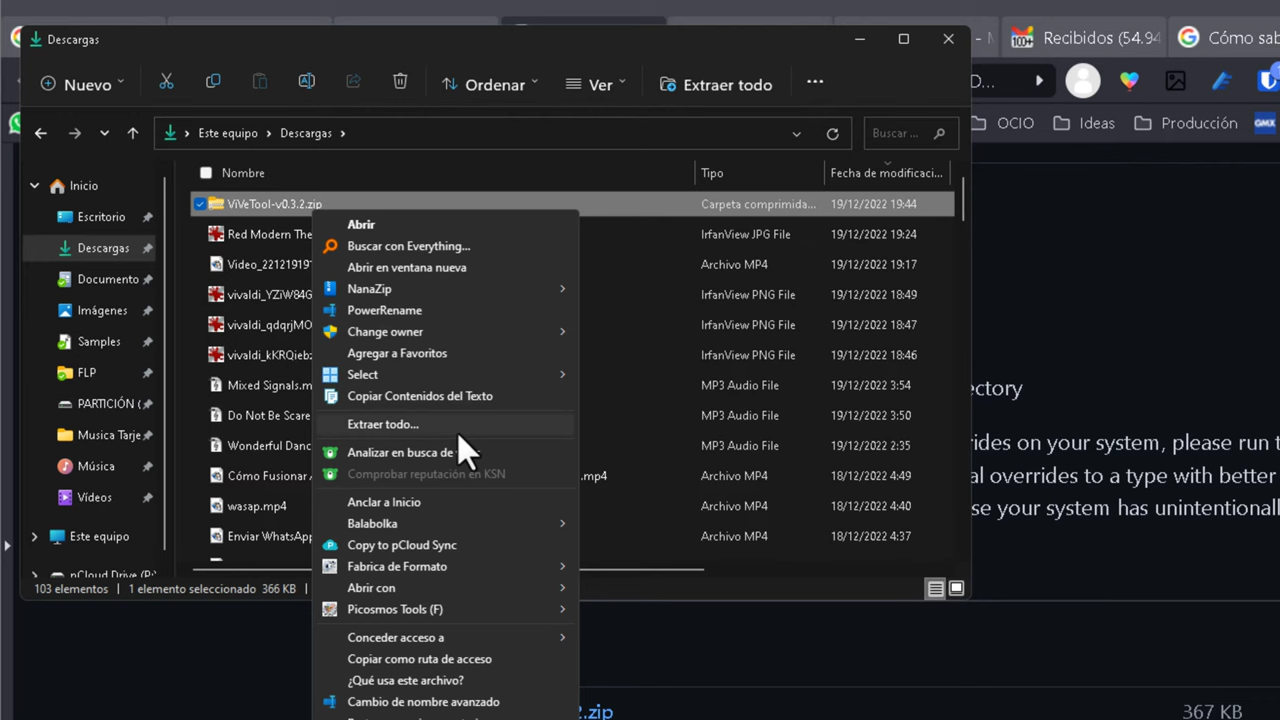 Descargas
- M
Recibidos (54.94
Cómo sab
Nuevo
Ordenar
Ver
Extraer todo
D...
Este equipo > Descargas >
Buscar ...
OCIO
Ideas
Producción
GMX
Nombre
Tipo
Fecha de modificaci...
Inicio
Escritorio
Descargas
Documento
Imágenes
Samples
FLP
PARTICIÓN (
Musica Tarje
Música
Vídeos
Este equipo
pCloud Drive (P:)
ViVeTool-v0.3.2.zip
Carpeta comprimida...
19/12/2022 19:44
Red Modern The
IrfanView JPG File
19/12/2022 19:24
Video_22121917
Archivo MP4
19/12/2022 19:17
vivaldi_YZiW84G
IrfanView PNG File
19/12/2022 18:49
vivaldi_qdqrjMO
IrfanView PNG File
19/12/2022 18:47
vivaldi_kKRQiebz
IrfanView PNG File
19/12/2022 18:46
Mixed Signals.m
MP3 Audio File
19/12/2022 3:54
Do Not Be Scare
MP3 Audio File
19/12/2022 3:50
Wonderful Danc
MP3 Audio File
19/12/2022 2:35
Cómo Fusionar
.mp4
Archivo MP4
18/12/2022 4:49
wasap.mp4
Archivo MP4
18/12/2022 4:40
Enviar WhatsApp
Archivo MP4
18/12/2022 4:37
103 elementos
1 elemento seleccionado 366 KB
Abrir
Buscar con Everything...
Abrir en ventana nueva
NanaZip
PowerRename
Change owner
Agregar a Favoritos
Select
Copiar Contenidos del Texto
Extraer todo...
Analizar en busca de
Comprobar reputación en KSN
Anclar a Inicio
Balabolka
Copy to pCloud Sync
Fabrica de Formato
Abrir con
Picosmos Tools (F)
Conceder acceso a
Copiar como ruta de acceso
¿Qué usa este archivo?
Cambio de nombre avanzado
ectory
ides on your system, please run t
al overrides to a type with better
se your system has unintentionall
2.zip
367 KB